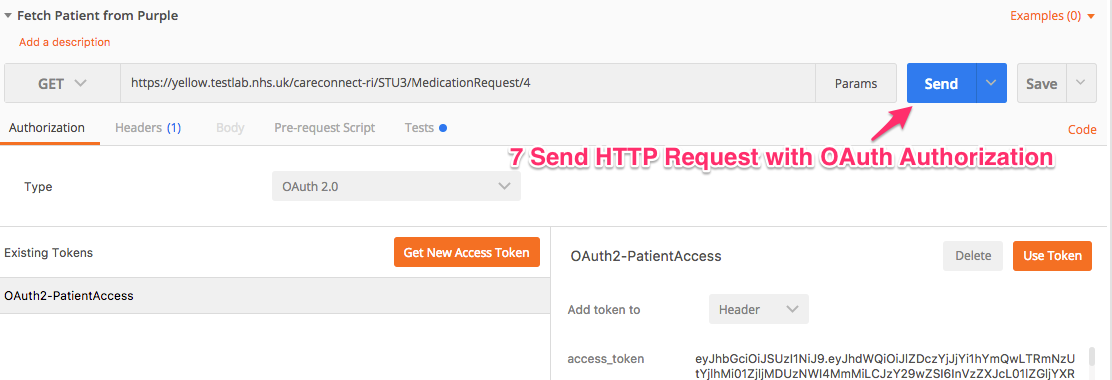 Fetch Patient from Purple
Examples (0)
Add a description
GET
https://yellow.testlab.nhs.uk/careconnect-ri/STU3/MedicationRequest/4
Params
Send
Save
Authorization
Headers (1)
Body
Pre-request Script
Tests
Code
7 Send HTTP Request with OAuth Authorization
Type
OAuth 2.0
Existing Tokens
Get New Access Token
OAuth2-PatientAccess
Delete
Use Token
OAuth2-PatientAccess
Add token to
Header
access_token
eyJhbGciOiJSUzI1NiJ9.eyJhdWQiOiJlZDczYjJjYi1hYmQwLTRmNzU
tYjlhMi01ZjljMDUzNWI4MmMiLCJzY29wZSI6InVzZXJcL01lZGljYXR